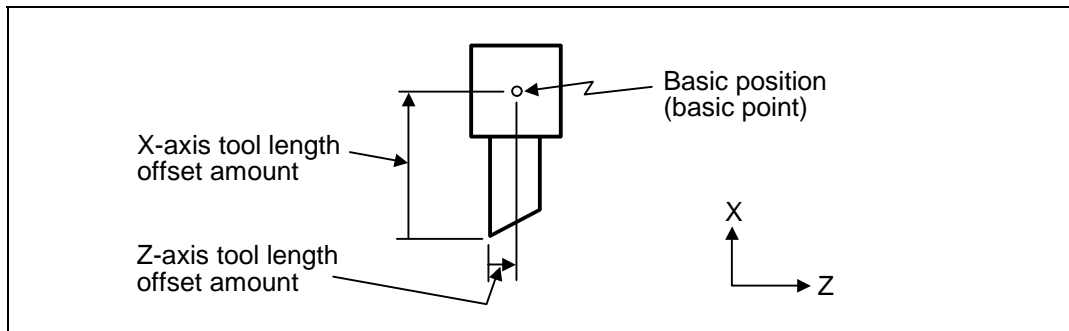 Basic position
(basic point)
X-axis tool length
offset amount
Z-axis tool length
offset amount
X
Z